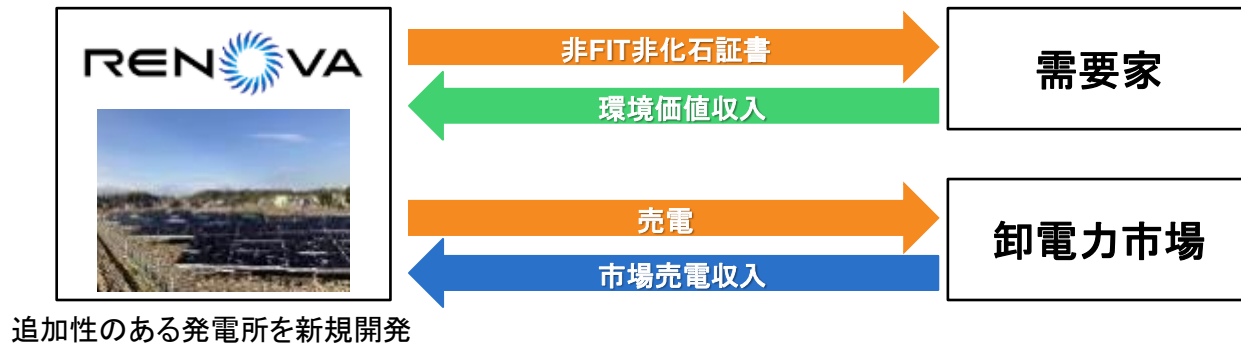 RENOVA
非FIT非化石証書
需要家
環境価値収入
売電
卸電力市場
市場売電収入
追加性のある発電所を新規開発